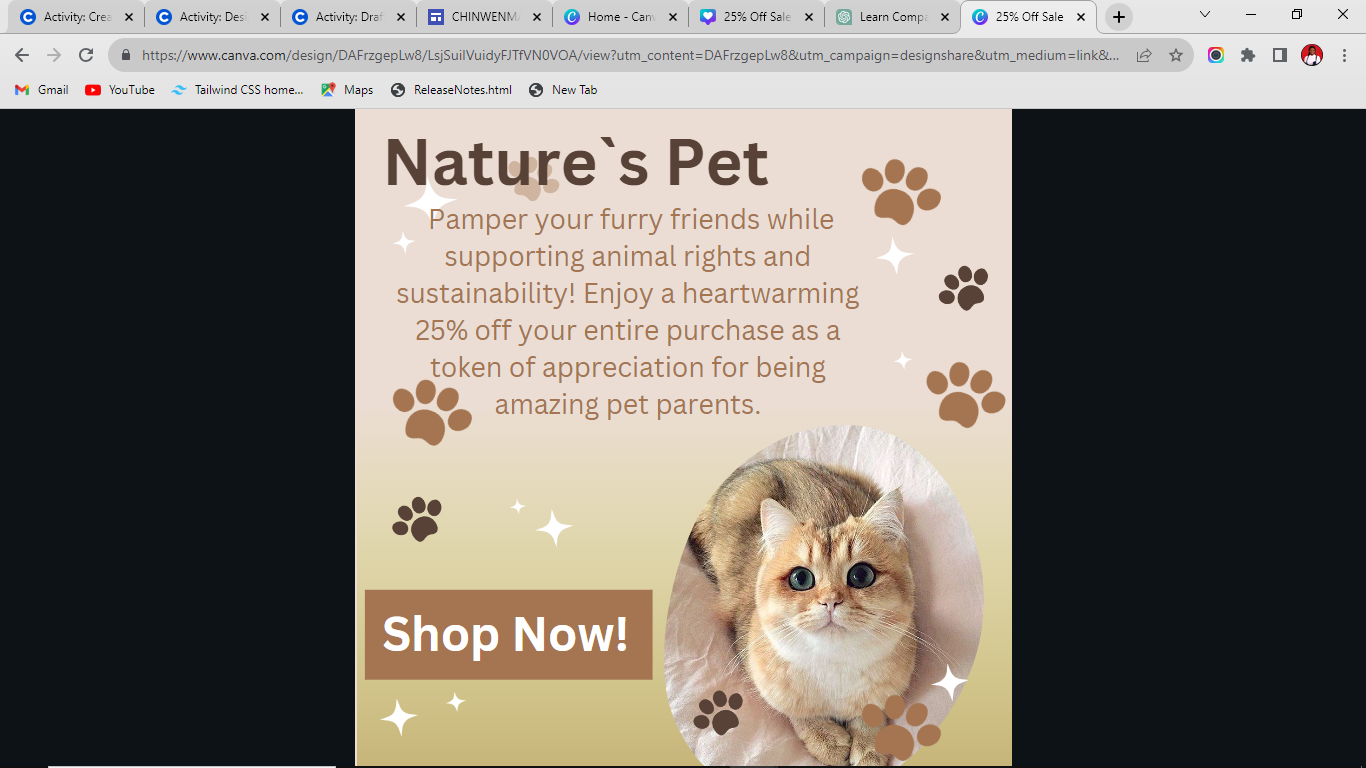 Activity: Crea
Activity: Desi
Activity: Draf
CHINWENMA
Home - Canv
25% Off Sale
Learn Compa
25% Off Sale
https://www.canva.com/design/DAFrzgepLw8/LsjSuilVuidyFJTfVN0VOA/view?utm_content=DAFrzgepLw8&utm_campaign=designshare&utm_medium=link&...
Gmail
YouTube
Tailwind CSS home...
Maps
ReleaseNotes.html
New Tab
Nature`s Pet
Pamper your furry friends while
supporting animal rights and
sustainability! Enjoy a heartwarming
25% off your entire purchase as a
token of appreciation for being
amazing pet parents.
Shop Now!